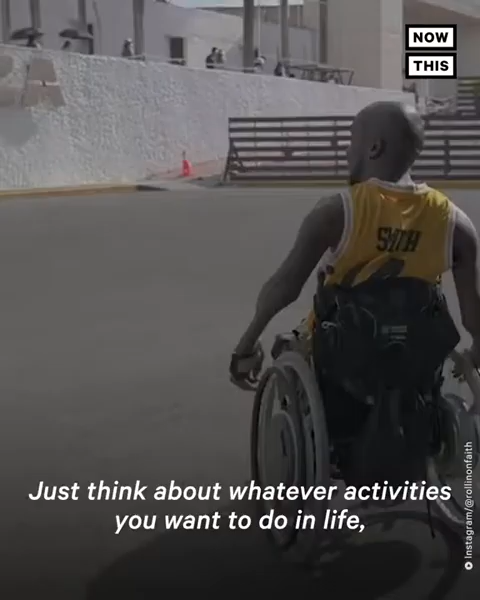 NOW
THIS
SMITH
Just think about whatever activities
you want to do in life,
Instagram/@rollinonfaith